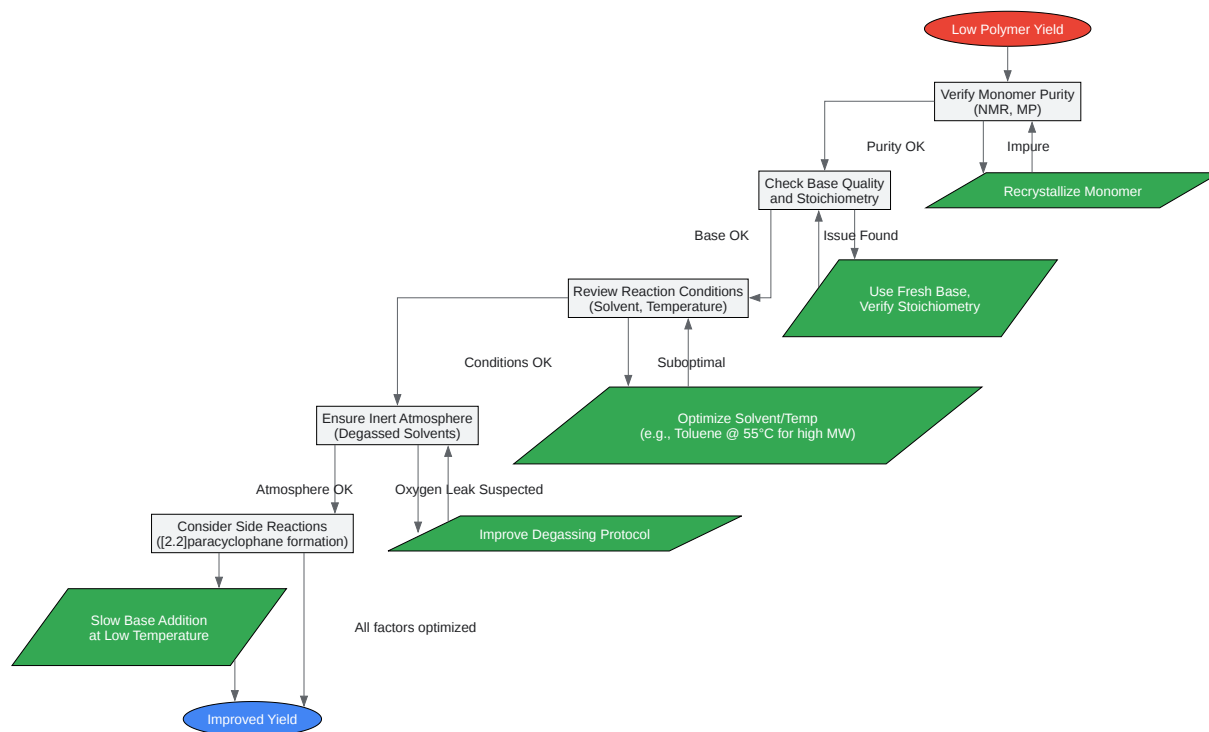 Low Polymer Yield
Verify Monomer Purity
(NMR, MP)
Purity OK
Impure
Recrystallize Monomer
Check Base Quality
and Stoichiometry
Base OK
Issue Found
Use Fresh Base,
Verify Stoichiometry
Review Reaction Conditions
(Solvent, Temperature)
Conditions OK
Suboptimal
Optimize Solvent/Temp
(e.g., Toluene @ 55°C for high MW)
Ensure Inert Atmosphere
(Degassed Solvents)
Atmosphere OK
Oxygen Leak Suspected
Improve Degassing Protocol
Consider Side Reactions
([2.2]paracyclophane formation)
Slow Base Addition
at Low Temperature
All factors optimized
Improved Yield